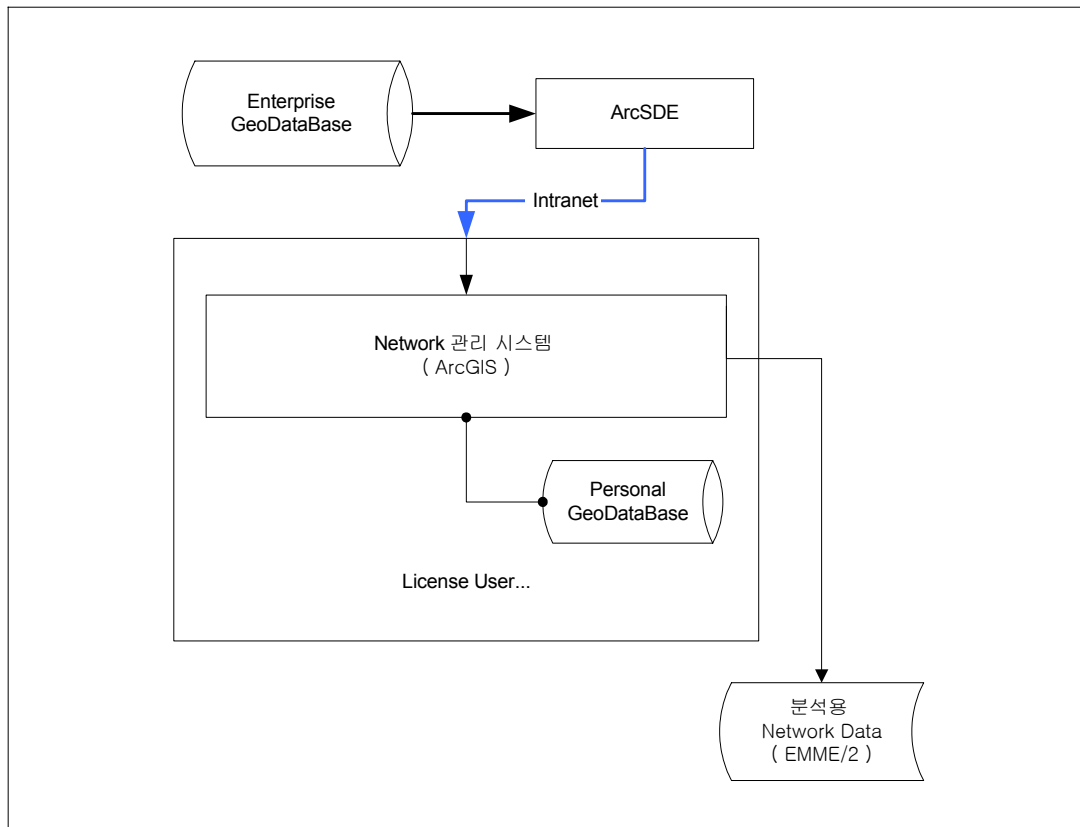 Enterprise
GeoDataBase
ArcSDE
Intranet
Network 관리 시스템
( ArcGIS )
Personal
GeoDataBase
License User...
분석용
Network Data
( EMME/2 )